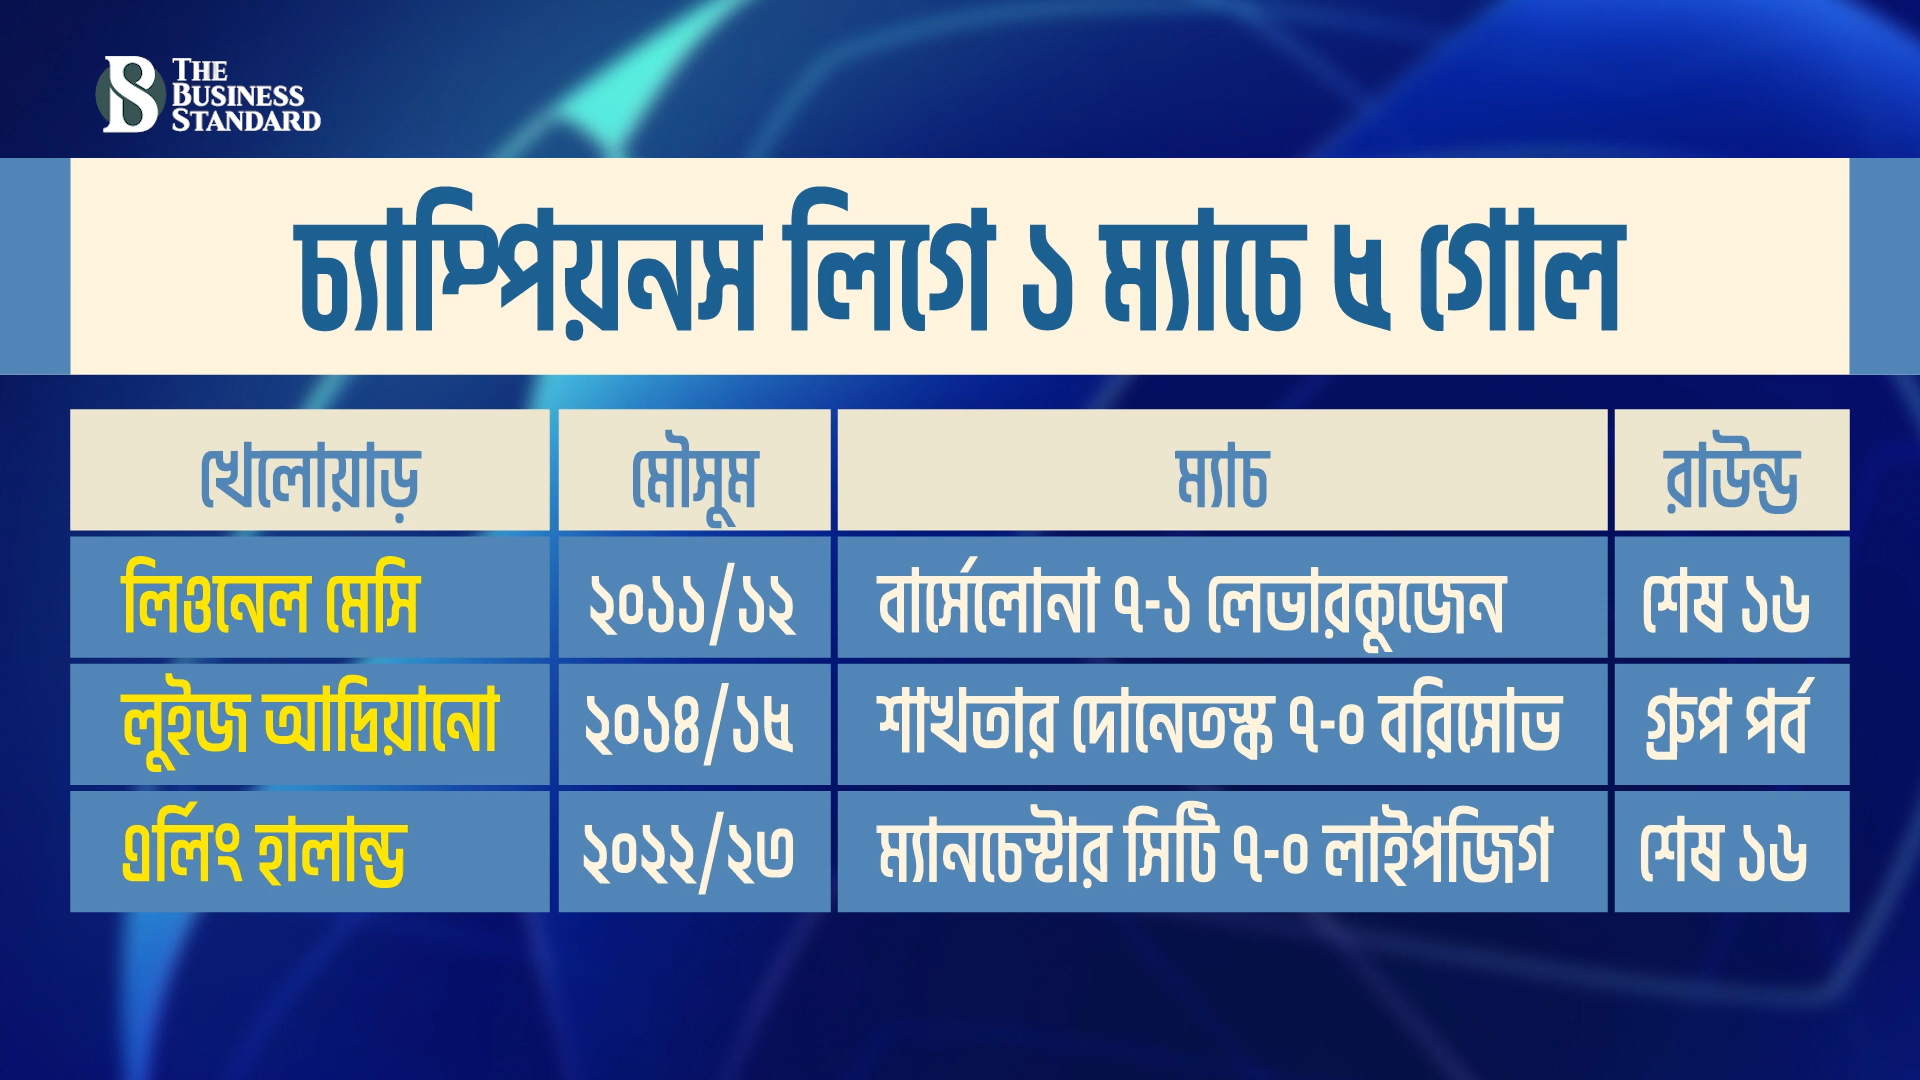 THE
BUSINESS
STANDARD
চ্যাম্পিয়নস লিগে ১ ম্যাচে ৫ গোল
খেলোয়াড় মৌসূম ম্যাচ রাউন্ড
লিওনেল মেসি ২০১১/১২ বার্সেলোনা ৭-১ লেভারকুজেন শেষ ১৬
লূইজ আদ্রিয়ানো ২০১৪/১৫ শাখতার দোনেতস্ক ৭-০ বরিসোভ গ্রুপ পর্ব
এর্লিং হালান্ড ২০২২/২৩ ম্যানচেস্টার সিটি ৭-০ লাইপজিগ শেষ ১৬